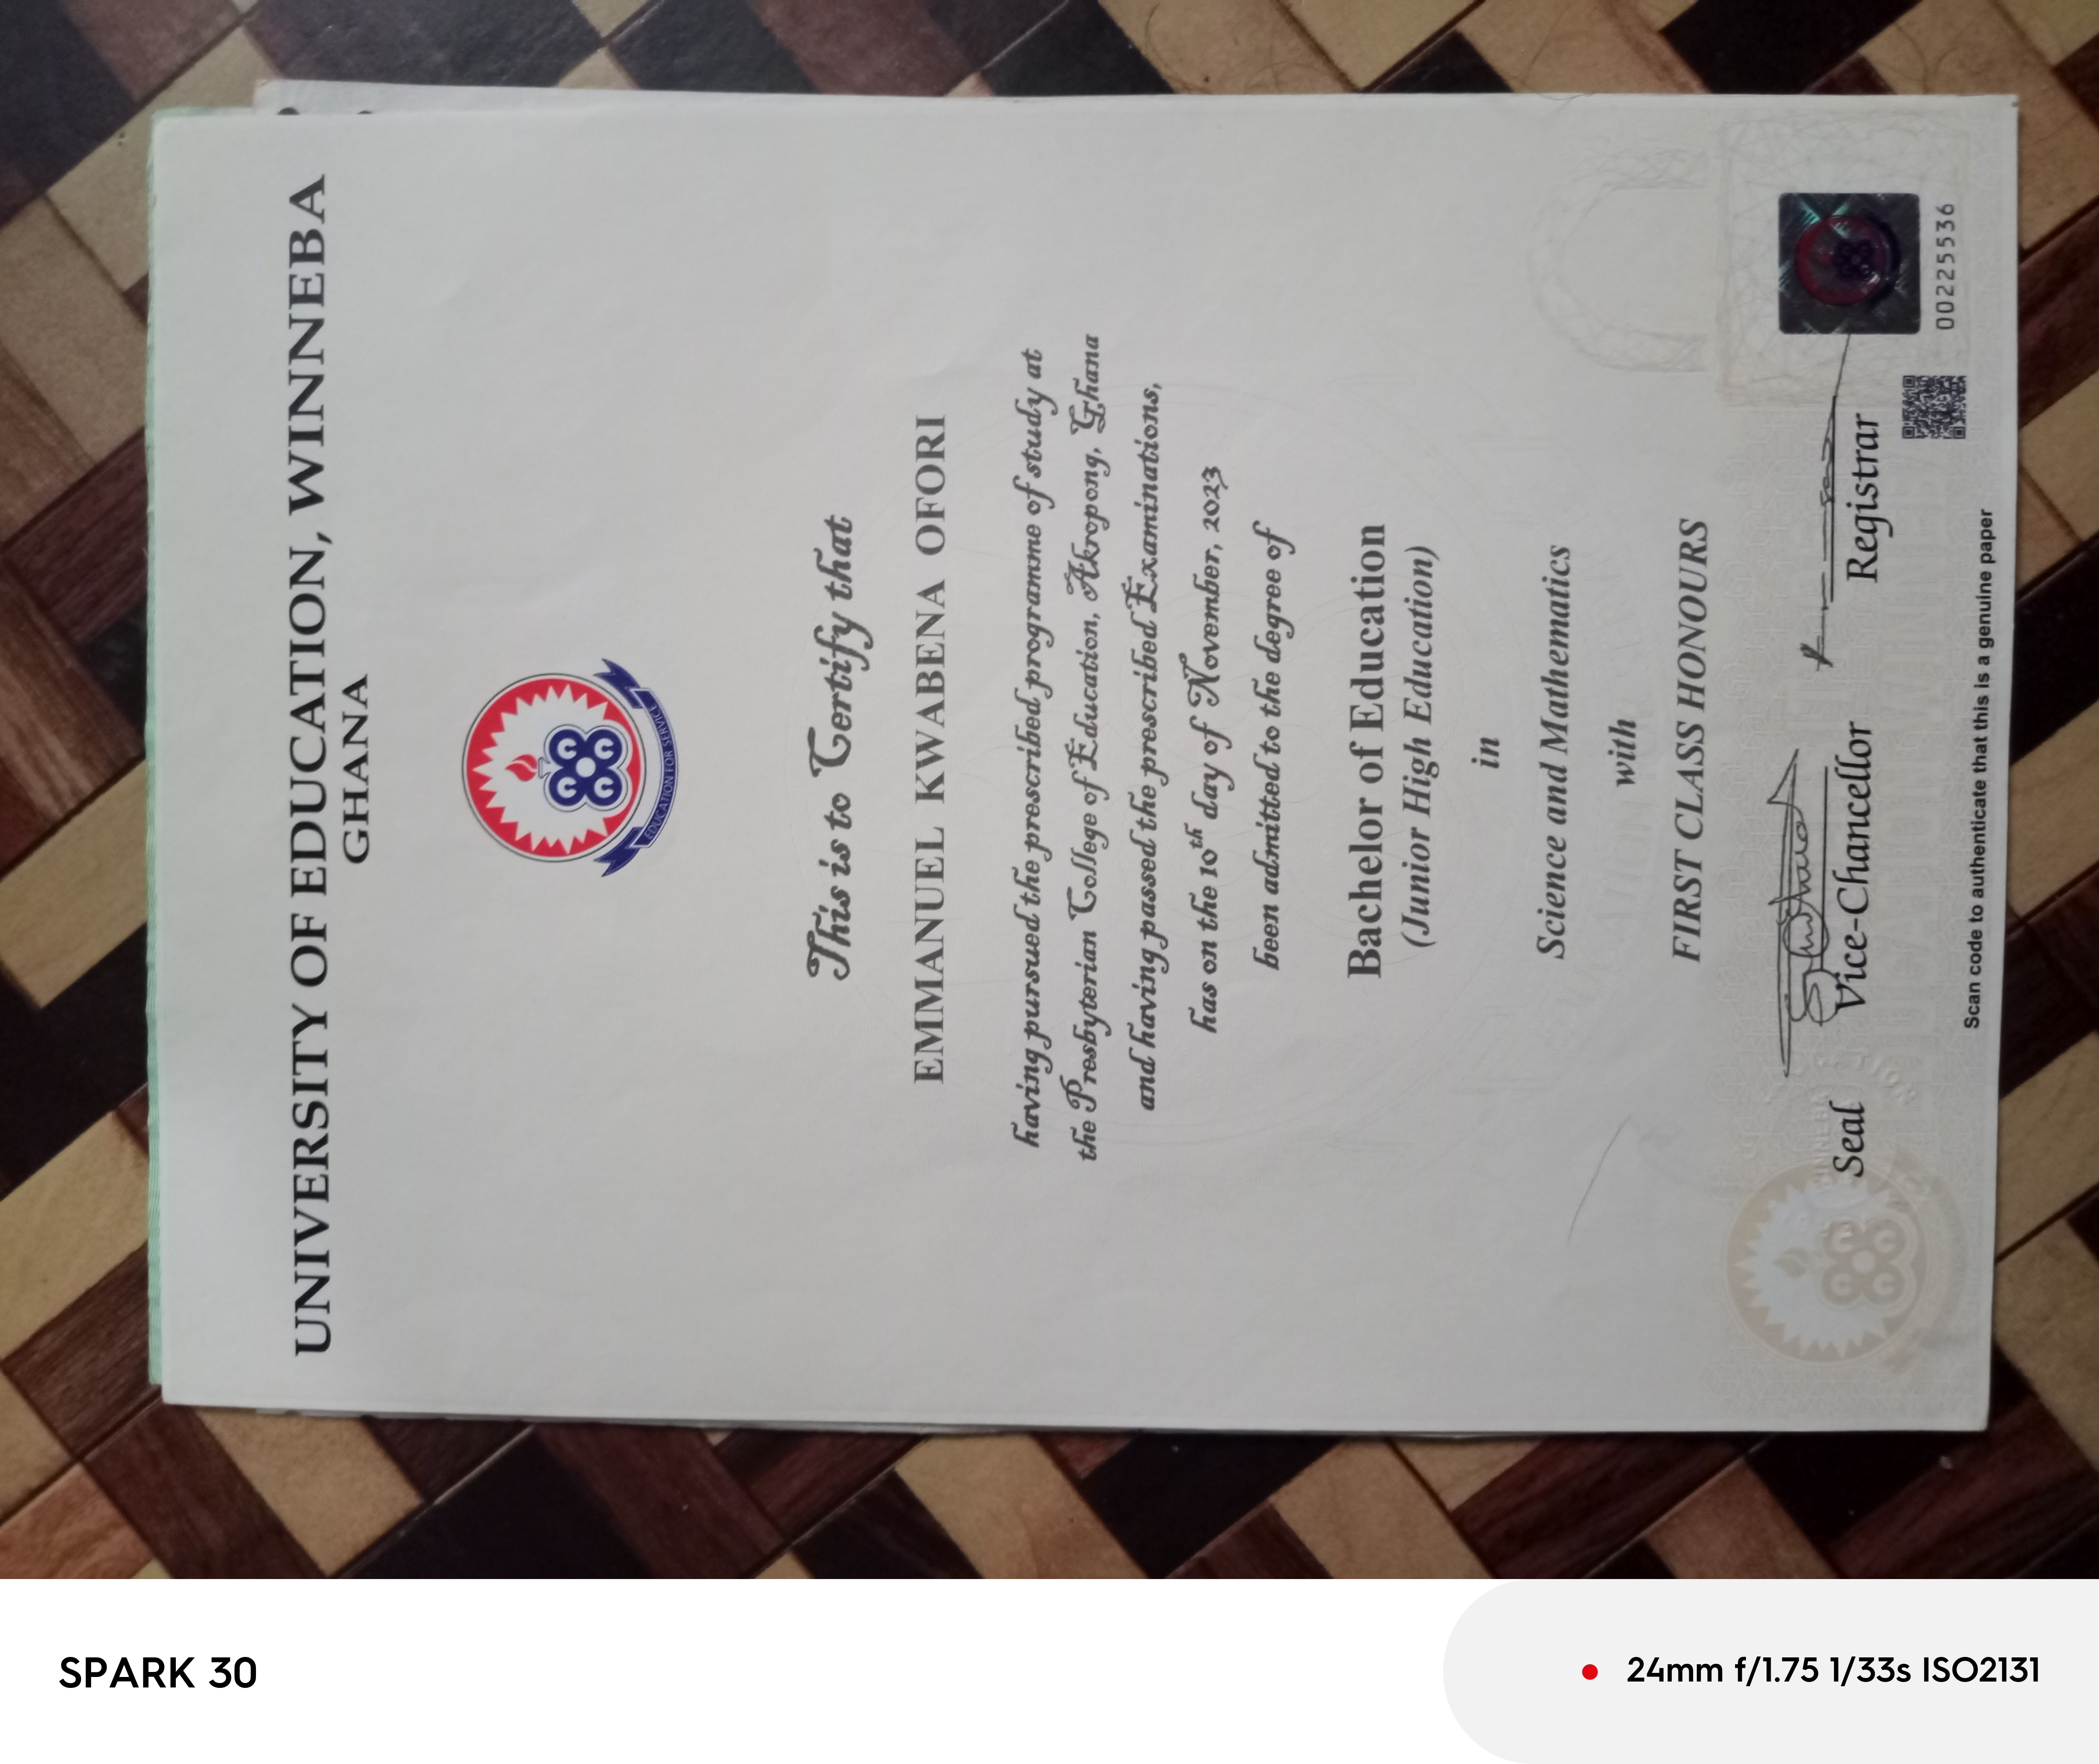 UNIVERSITY OF EDUCATION, WINNEBA
GHANA
EDUCATION FOR SERVICE
This is to Certify that
EMMANUEL KWABENA OFORI
having pursued the prescribed programme of study at
the Presbyterian College of Education, Akropong, Ghana
and having passed the prescribed Examinations,
has on the 10th day of November, 2023
been admitted to the degree of
Bachelor of Education
(Junior High Education)
in
Science and Mathematics
with
FIRST CLASS HONOURS
Seal Vice-Chancellor Registrar
00225536
Scan code to authenticate that this is a genuine paper
SPARK 30
24mm f/1.75 1/33s ISO2131